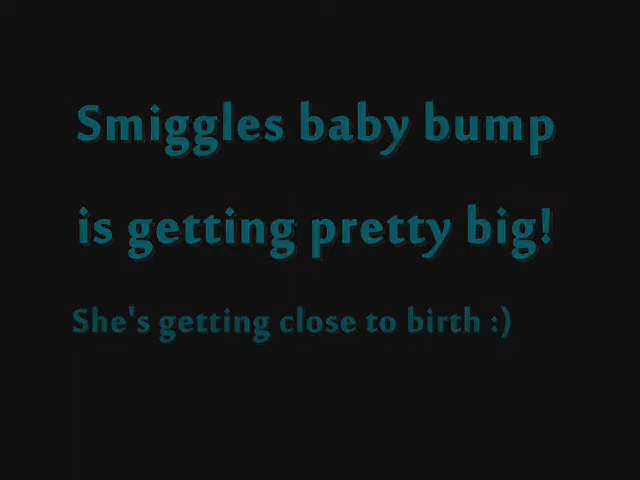 Smiggles baby bump
is getting pretty big!
She's getting close to birth :)